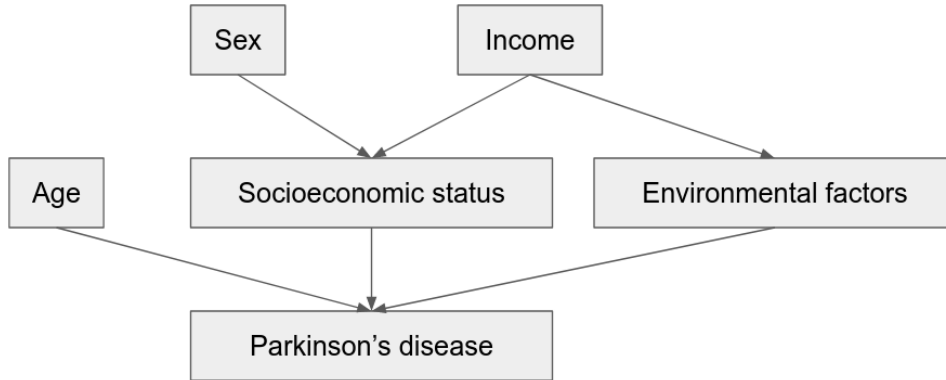 Sex
Income
Age
Socioeconomic status
Environmental factors
Parkinson’s disease